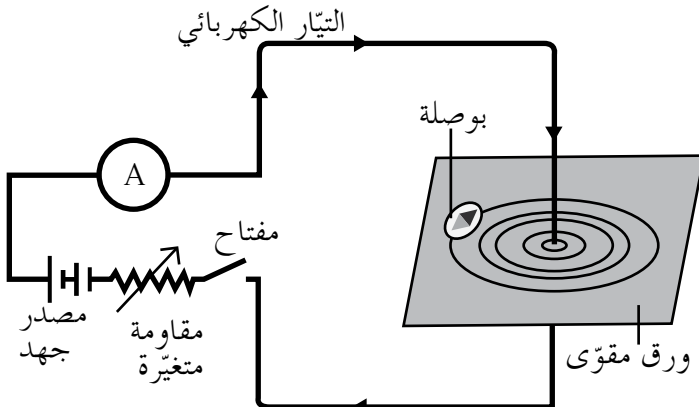 التيّار الكهربائي
بوصلة
A
مفتاح
مصدر
جهد
مقاومة
متغيّرة
ورق مقوّى